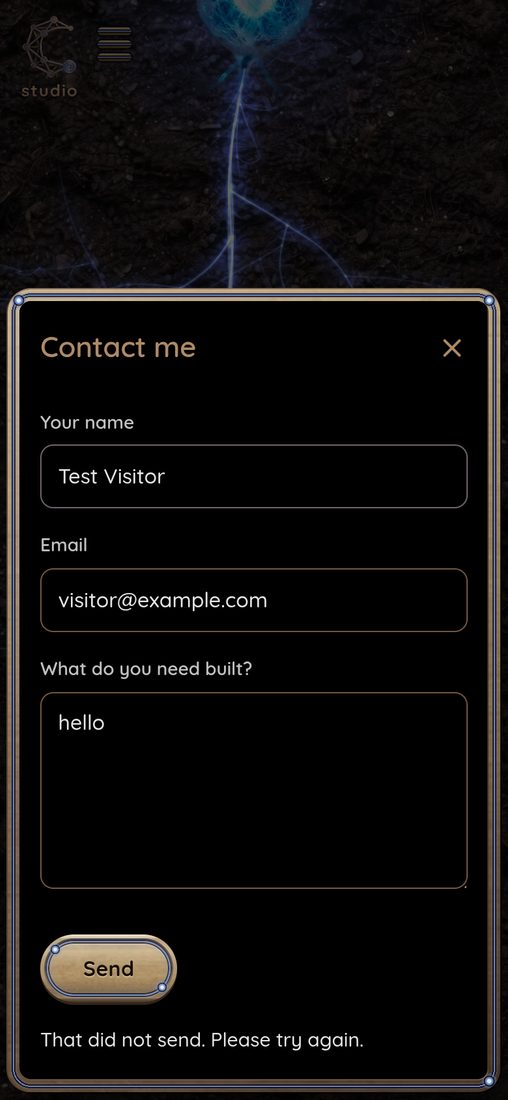 studio
Contact me
Your name
Test Visitor
Email
visitor@example.com
What do you need built?
hello
Send
That did not send. Please try again.